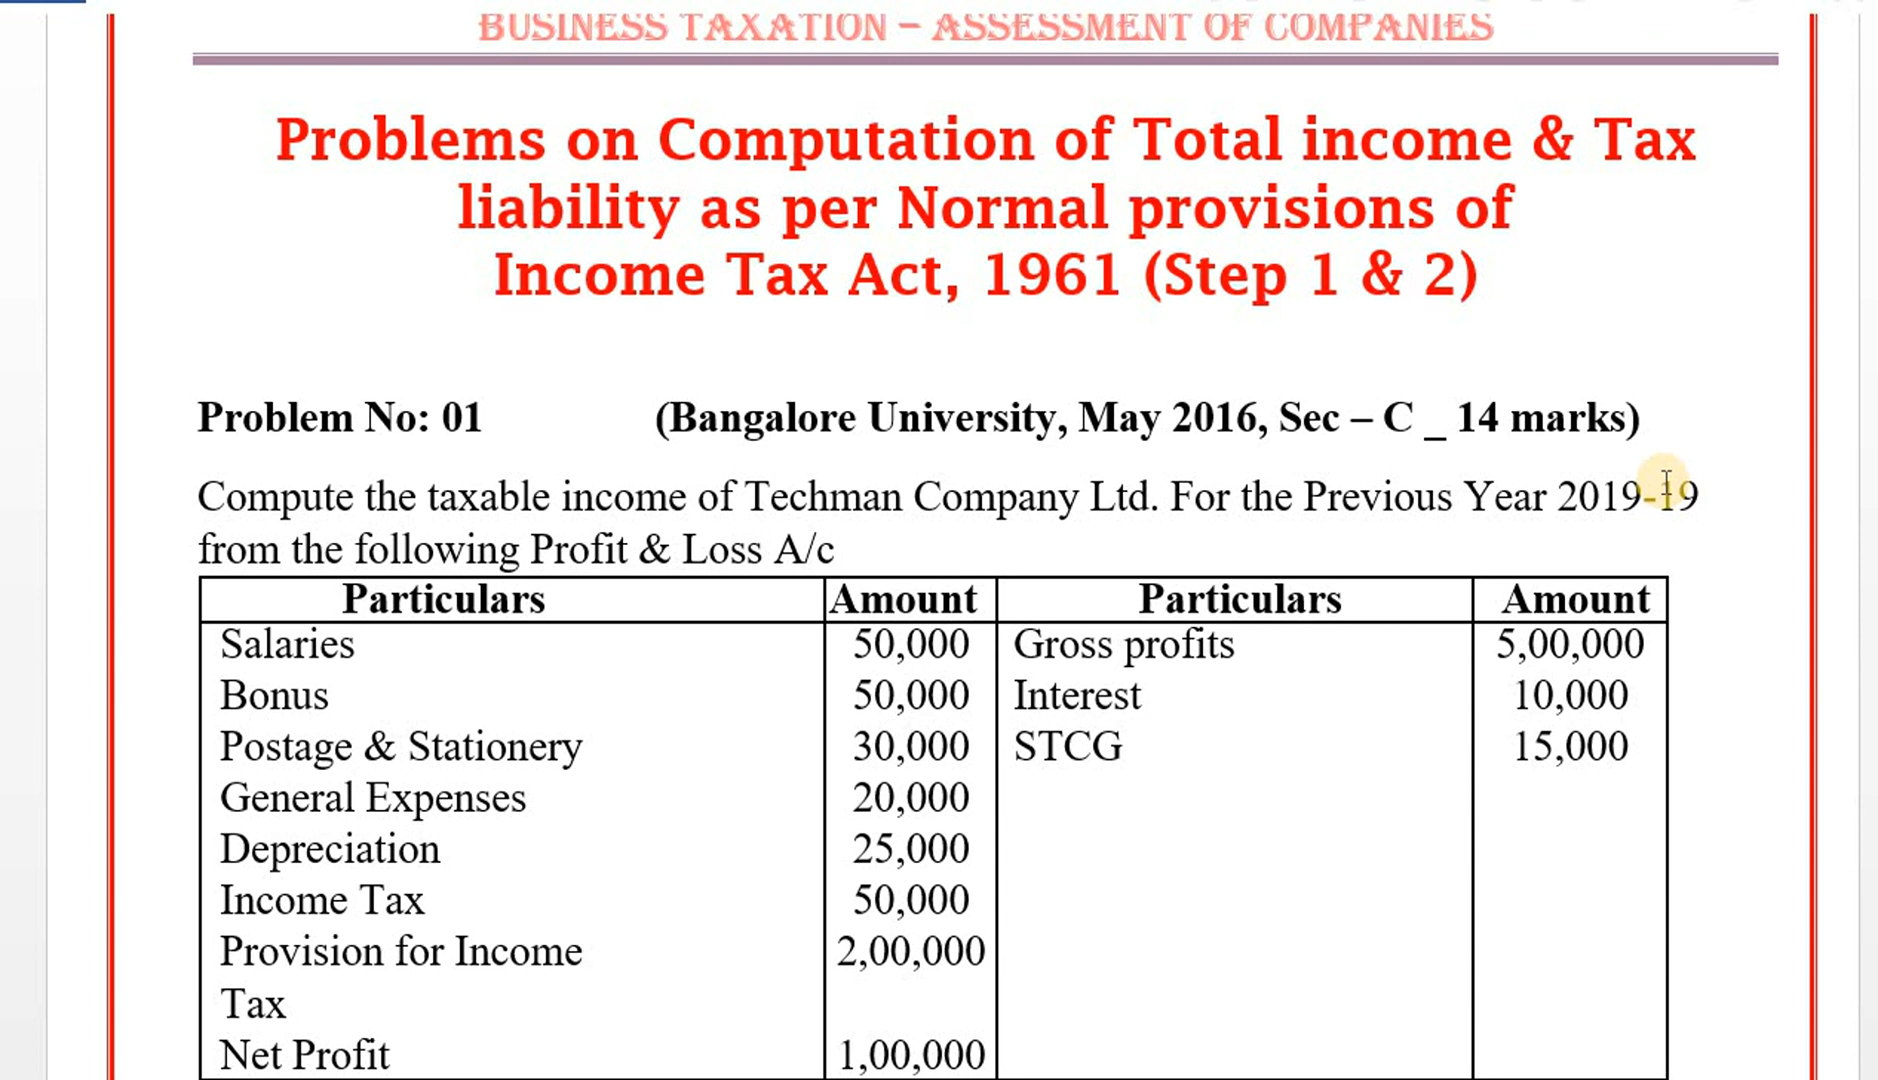 BUSINESS TAXATION – ASSESSMENT OF COMPANIES
Problems on Computation of Total income & Tax
liability as per Normal provisions of
Income Tax Act, 1961 (Step 1 & 2)
Problem No: 01 (Bangalore University, May 2016, Sec – C _ 14 marks)
Compute the taxable income of Techman Company Ltd. For the Previous Year 2019-19
from the following Profit & Loss A/c
Particulars Amount Particulars Amount
Salaries 50,000 Gross profits 5,00,000
Bonus 50,000 Interest 10,000
Postage & Stationery 30,000 STCG 15,000
General Expenses 20,000
Depreciation 25,000
Income Tax 50,000
Provision for Income 2,00,000
Tax
Net Profit 1,00,000